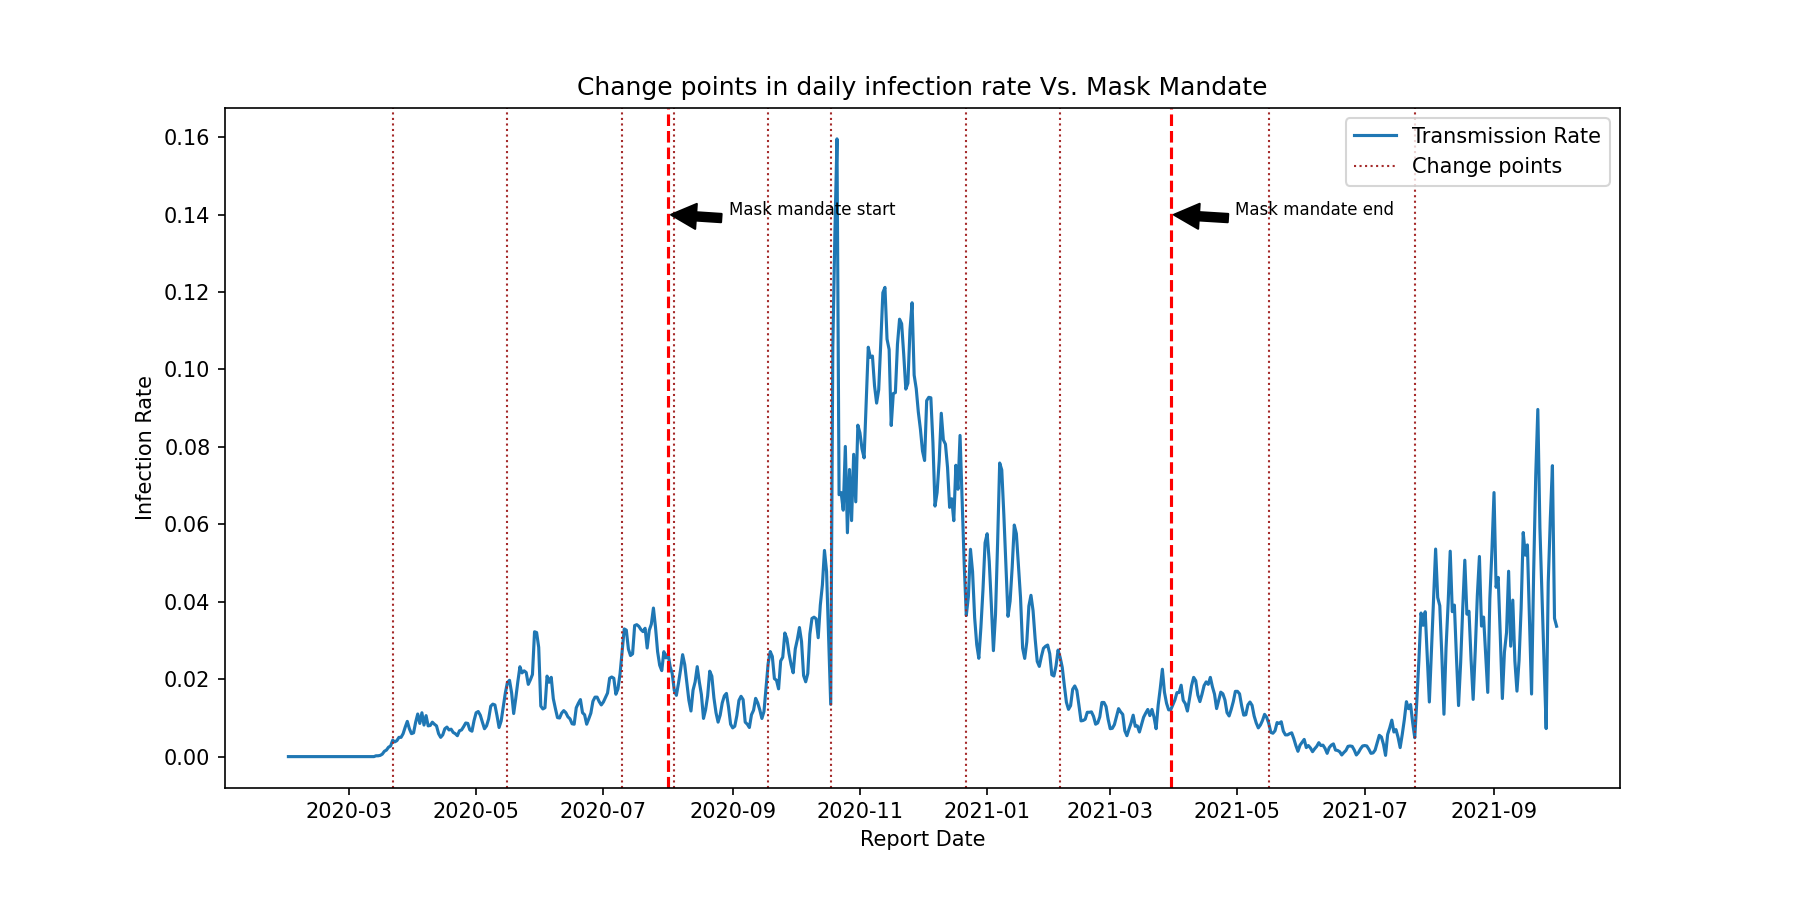 Change points in daily infection rate Vs. Mask Mandate
Transmission Rate
Change points
Mask mandate start
Mask mandate end
Infection Rate
0.16
0.14
0.12
0.10
0.08
0.06
0.04
0.02
0.00
2020-03 2020-05 2020-07 2020-09 2020-11 2021-01 2021-03 2021-05 2021-07 2021-09
Report Date